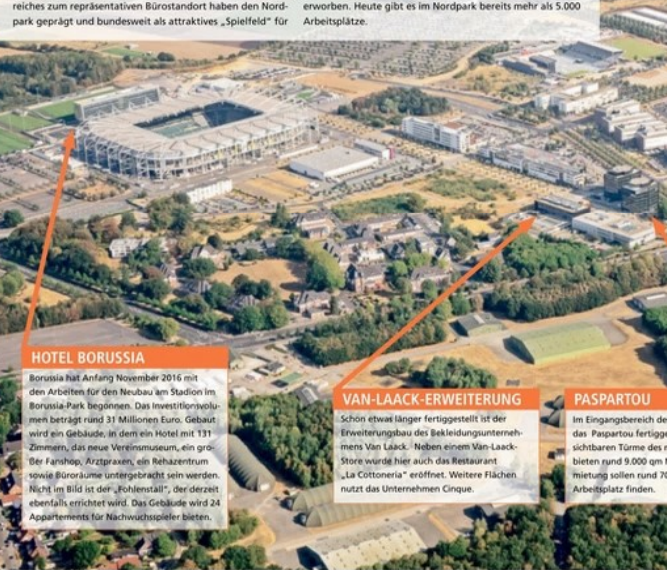 reiches zum repräsentativen Bürostandort haben den Nord-
park geprägt und bundesweit als attraktives „Spielfeld" für
erworben. Heute gibt es im Nordpark bereits mehr als 5.000
Arbeitsplätze.
HOTEL BORUSSIA
Borussia hat Anfang November 2016 mit
den Arbeiten für den Neubau am Stadion im
Borussia-Park begonnen. Das Investitionsvolu-
men beträgt rund 31 Millionen Euro. Gebaut
wird ein Gebäude, in dem ein Hotel mit 131
Zimmern, das neue Vereinsmuseum, ein gro-
ßer Fanshop, Arztpraxen, ein Rehazentrum
sowie Büroräume untergebracht sein werden.
Nicht im Bild ist der „Fohlenstall", der derzeit
ebenfalls errichtet wird. Das Gebäude wird 24
Appartements für Nachwuchsspieler bieten.
VAN-LAACK-ERWEITERUNG
Schon etwas länger fertiggestellt ist der
Erweiterungsbau des Bekleidungsunterneh-
mens Van Laack. Neben einem Van-Laack-
Store wurde hier auch das Restaurant
„La Cottoneria" eröffnet. Weitere Flächen
nutzt das Unternehmen Cinque.
PASPARTOU
Im Eingangsbereich de
das Paspartou fertigg
sichtbaren Türme des
bieten rund 9.000 qm
mietung sollen rund 70
Arbeitsplatz finden.